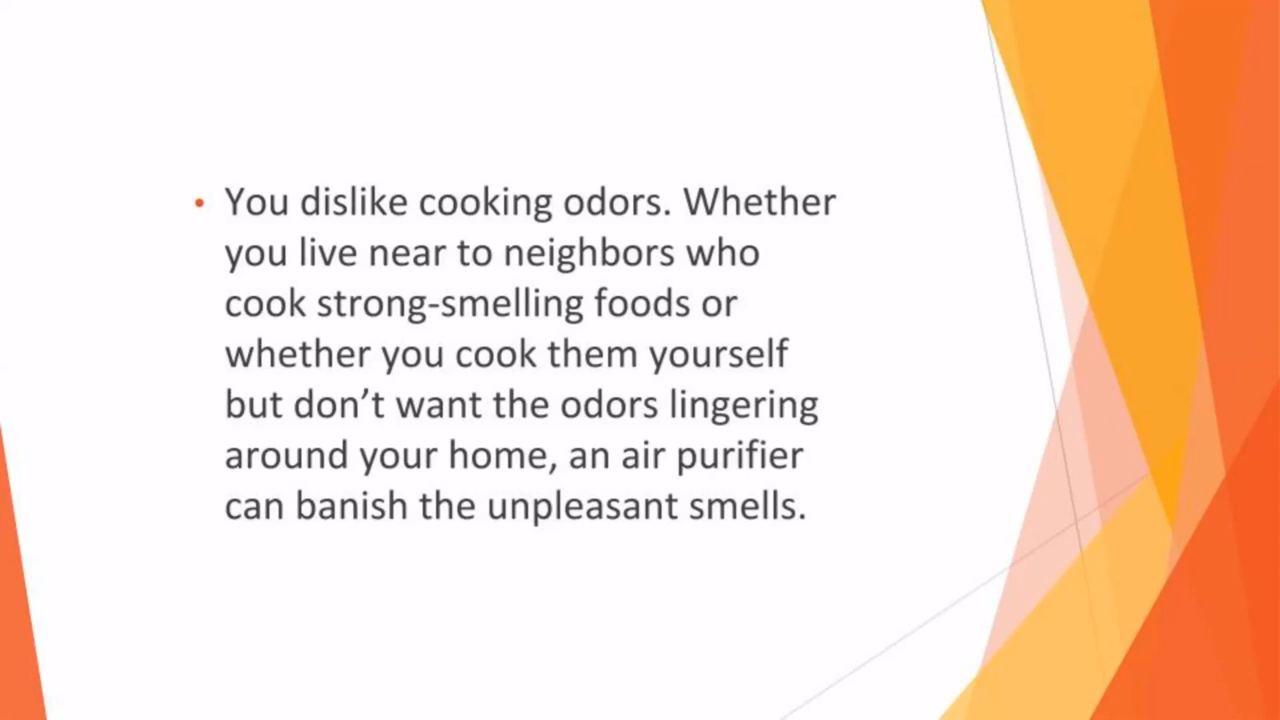 • You dislike cooking odors. Whether
you live near to neighbors who
cook strong-smelling foods or
whether you cook them yourself
but don’t want the odors lingering
around your home, an air purifier
can banish the unpleasant smells.